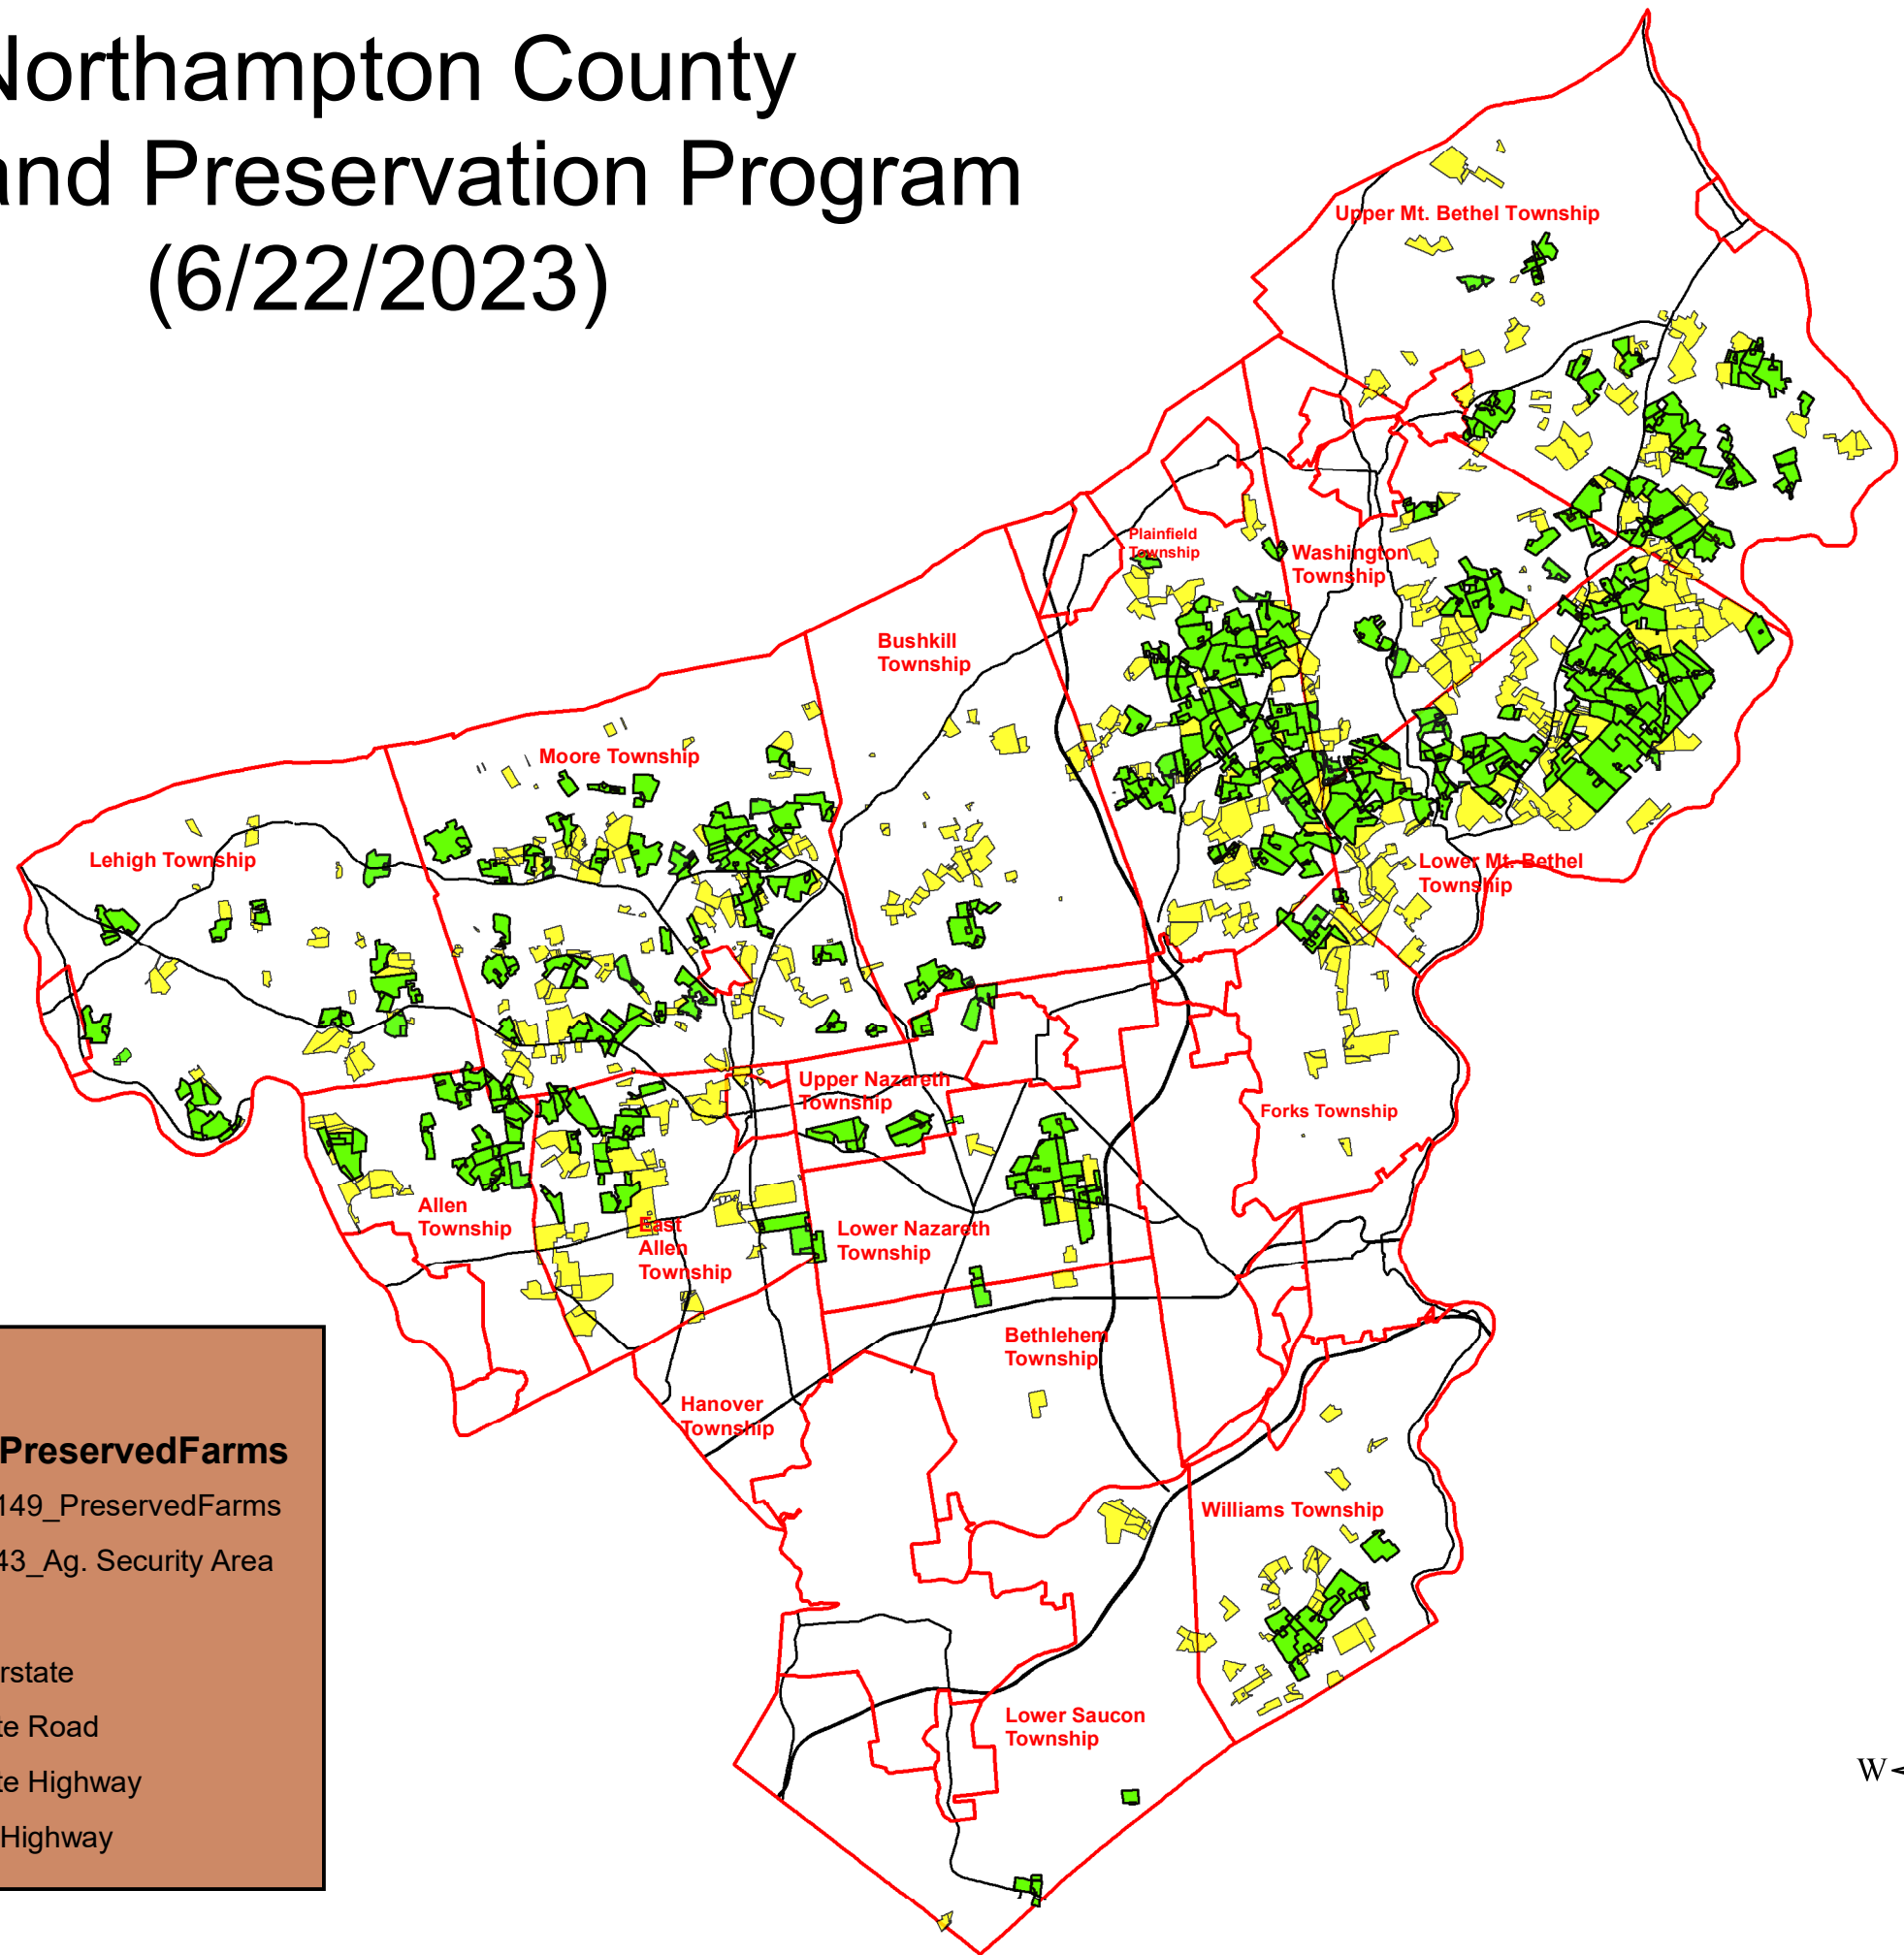 Northampton County
and Preservation Program
(6/22/2023)
Upper Mt. Bethel Township
Plainfield
Township
Washington
Township
Bushkill
Township
Moore Township
Lehigh Township
Lower Mt. Bethel
Township
Upper Nazareth
Township
Forks Township
Allen
Township
East
Allen
Township
Lower Nazareth
Township
Bethlehem
Township
Hanover
Township
Williams Township
Lower Saucon
Township
PreservedFarms
149_PreservedFarms
43_Ag. Security Area
rstate
te Road
te Highway
Highway
W